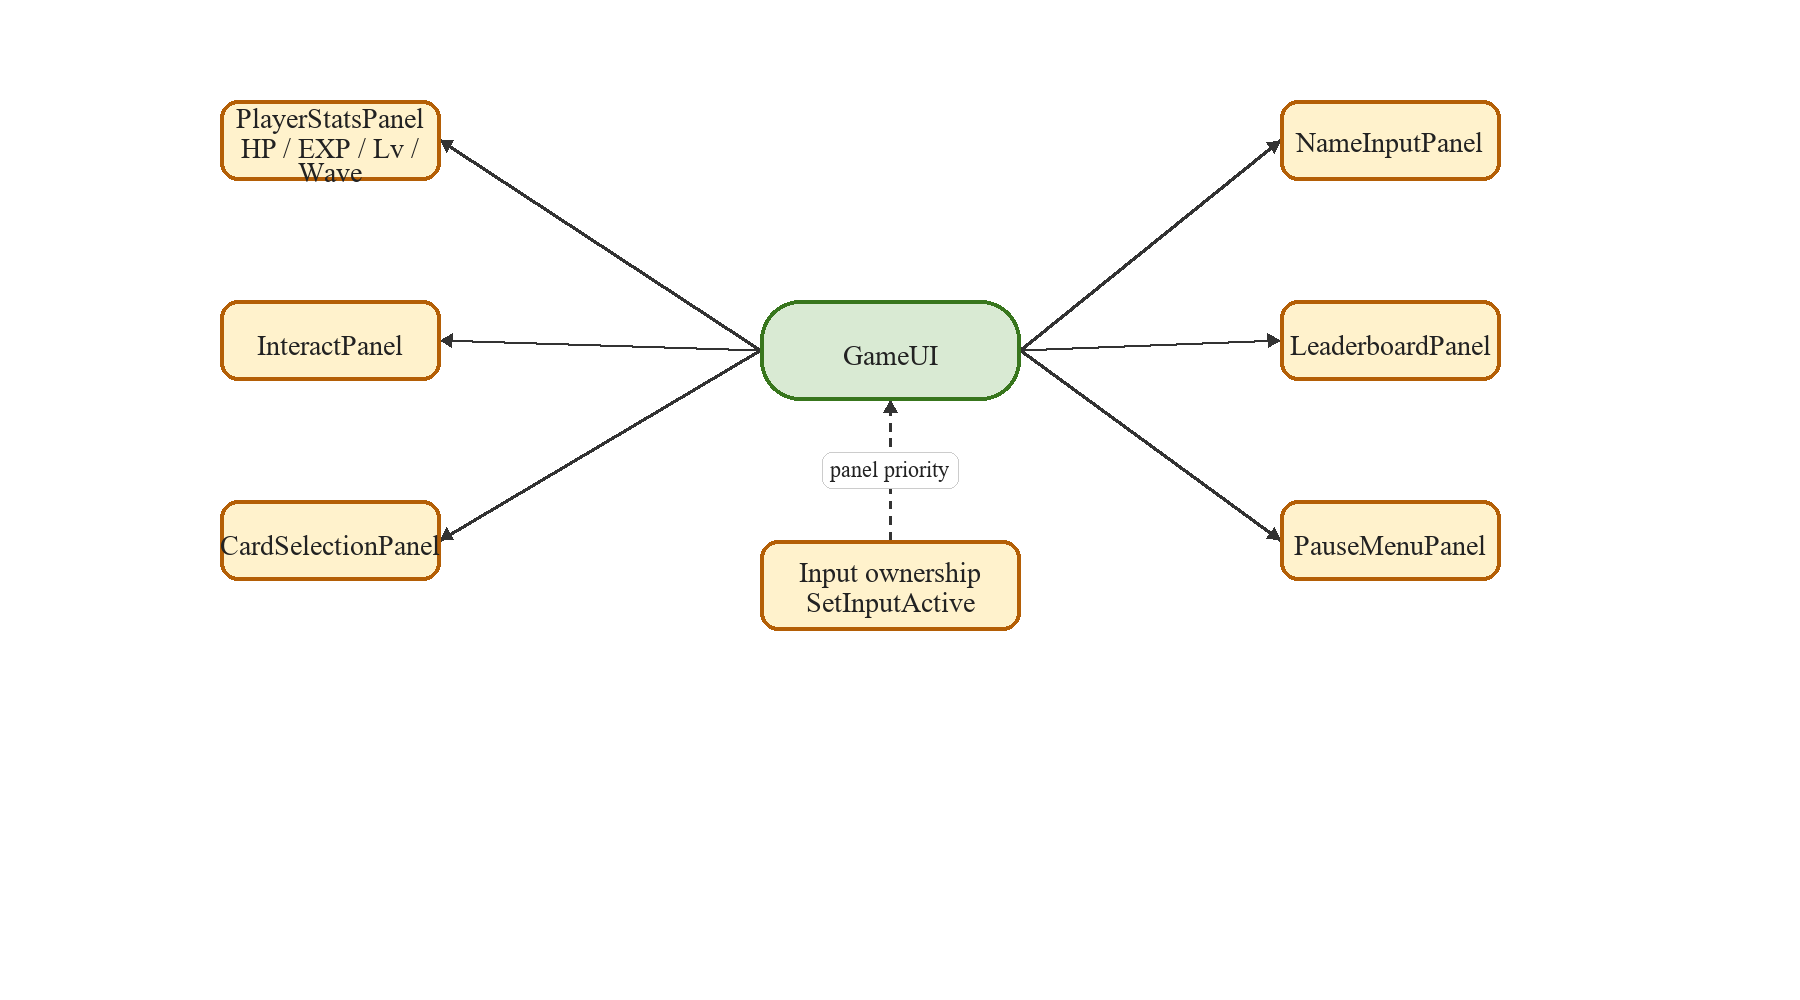 PlayerStatsPanel
HP / EXP / Lv /
Wave
NameInputPanel
InteractPanel
GameUI
LeaderboardPanel
panel priority
CardSelectionPanel
Input ownership
SetInputActive
PauseMenuPanel